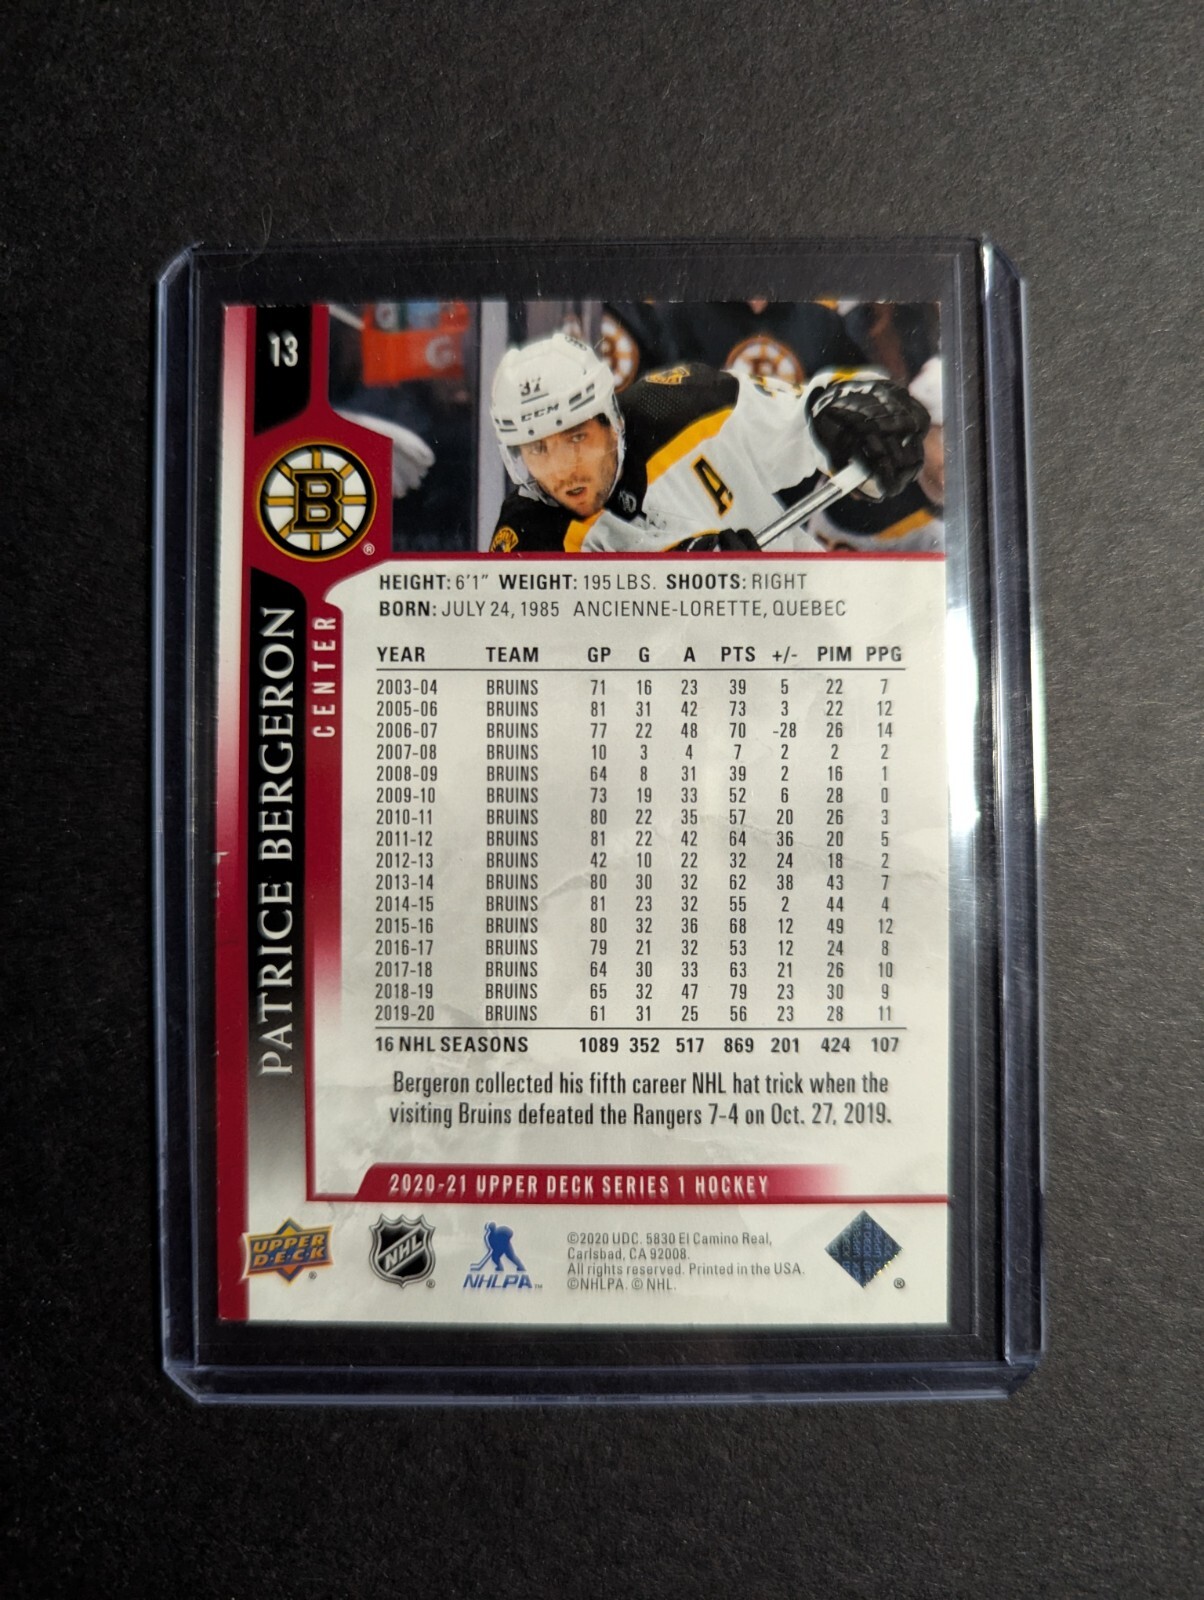 13
37
CCM
A
B
®
PATRICE BERGERON
CENTER
HEIGHT: 6'1" WEIGHT: 195 LBS. SHOOTS: RIGHT
BORN: JULY 24, 1985 ANCIENNE-LORETTE, QUEBEC
YEAR TEAM GP G A PTS +/- PIM PPG
2003-04 BRUINS 71 16 23 39 5 22 7
2005-06 BRUINS 81 31 42 73 3 22 12
2006-07 BRUINS 77 22 48 70 -28 26 14
2007-08 BRUINS 10 3 4 7 2 2 2
2008-09 BRUINS 64 8 31 39 2 16 1
2009-10 BRUINS 73 19 33 52 6 28 0
2010-11 BRUINS 80 22 35 57 20 26 3
2011-12 BRUINS 81 22 42 64 36 20 5
2012-13 BRUINS 42 10 22 32 24 18 2
2013-14 BRUINS 80 30 32 62 38 43 7
2014-15 BRUINS 81 23 32 55 2 44 4
2015-16 BRUINS 80 32 36 68 12 49 12
2016-17 BRUINS 79 21 32 53 12 24 8
2017-18 BRUINS 64 30 33 63 21 26 10
2018-19 BRUINS 65 32 47 79 23 30 9
2019-20 BRUINS 61 31 25 56 23 28 11
16 NHL SEASONS 1089 352 517 869 201 424 107
Bergeron collected his fifth career NHL hat trick when the
visiting Bruins defeated the Rangers 7-4 on Oct. 27, 2019.
2020-21 UPPER DECK SERIES 1 HOCKEY
UPPER
D·E·C·K
®
NHL
®
NHLPA™
©2020 UDC. 5830 El Camino Real,
Carlsbad, CA 92008.
All rights reserved. Printed in the USA.
©NHLPA. © NHL.
®